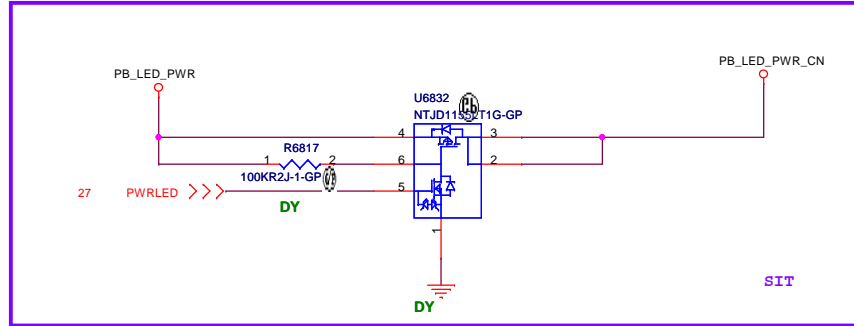 PB_LED_PWR
PB_LED_PWR_CN
U6832
NTJD1155LT1G-GP
4
3
R6817
1
2
6
2
100KR2J-1-GP
27
PWRLED
5
DY
1
SIT
DY